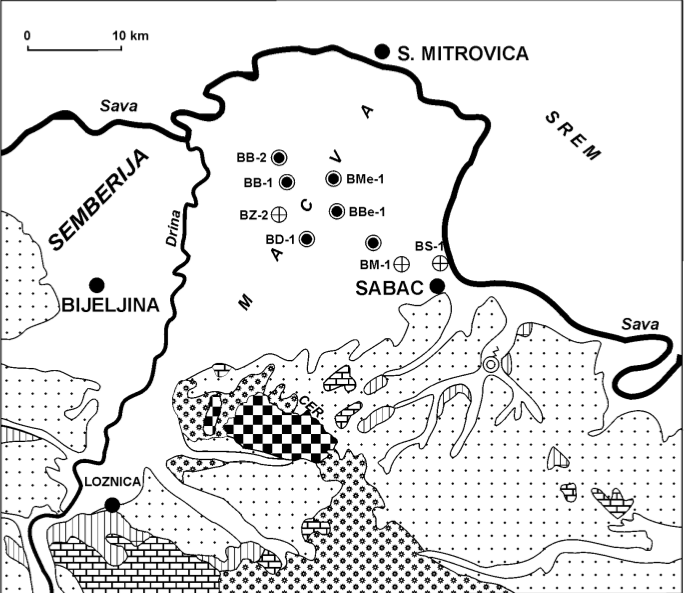 0 10 km
S. MITROVICA
Sava
SREM
SEMBERIJA
MACVA
BB-2
BB-1
BMe-1
BZ-2
BBe-1
Drina
BD-1
BS-1
BM-1
SABAC
BIJELJINA
Sava
CER
LOZNICA